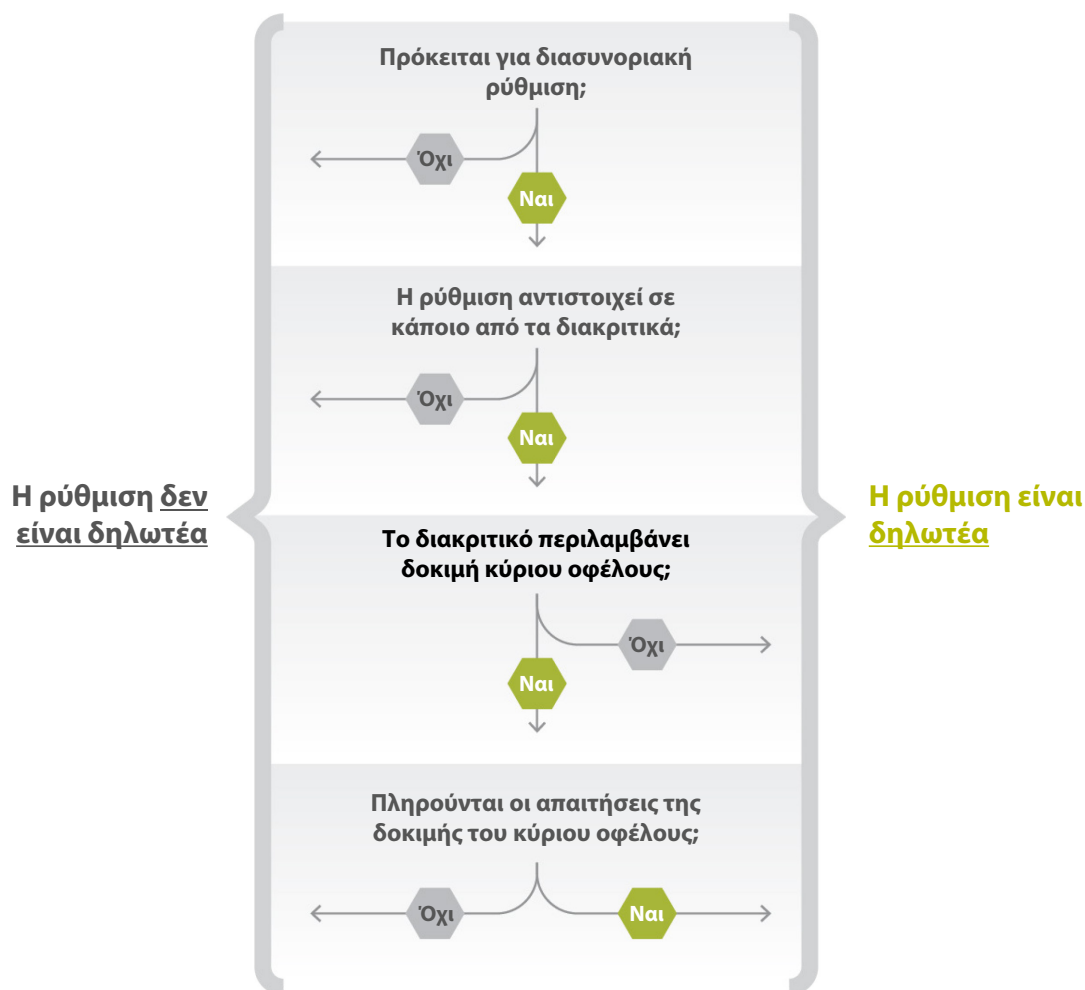 Πρόκειται για διασυνοριακή
ρύθμιση;
Όχι
Ναι
Η ρύθμιση αντιστοιχεί σε
κάποιο από τα διακριτικά;
Όχι
Ναι
Η ρύθμιση δεν
είναι δηλωτέα
Η ρύθμιση είναι
δηλωτέα
Το διακριτικό περιλαμβάνει
δοκιμή κύριου οφέλους;
Όχι
Ναι
Πληρούνται οι απαιτήσεις της
δοκιμής του κύριου οφέλους;
Όχι
Ναι